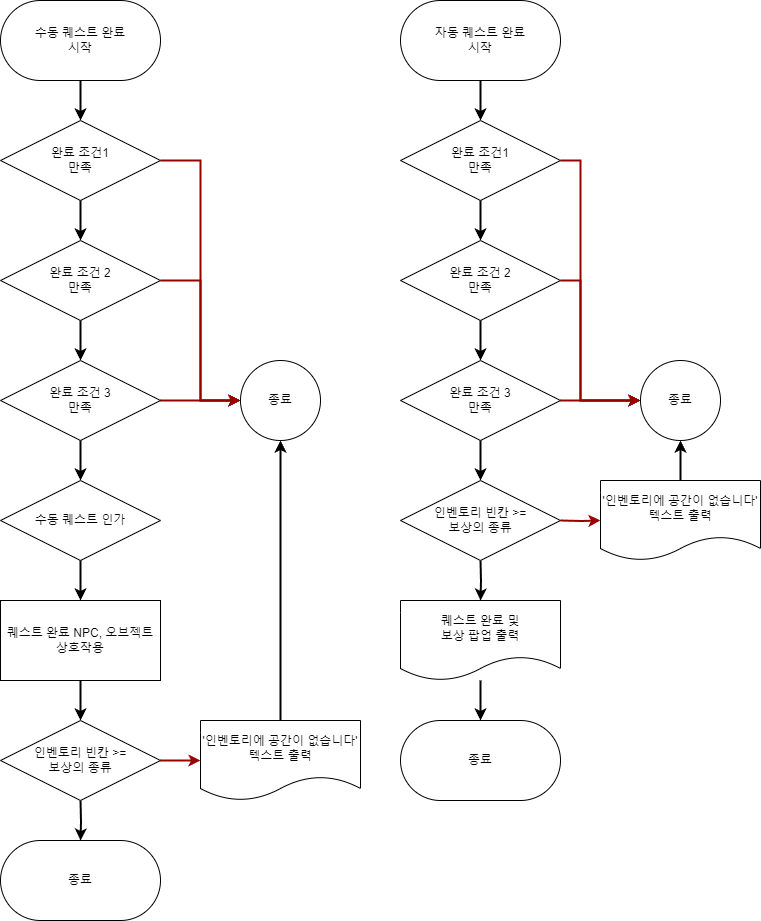 수동 퀘스트 완료
시작
완료 조건1
만족
완료 조건 2
만족
완료 조건 3
만족
종료
수동 퀘스트 인가
퀘스트 완료 NPC, 오브젝트
상호작용
인벤토리 빈칸 >=
보상의 종류
'인벤토리에 공간이 없습니다'
텍스트 출력
종료
자동 퀘스트 완료
시작
완료 조건1
만족
완료 조건 2
만족
완료 조건 3
만족
종료
인벤토리 빈칸 >=
보상의 종류
'인벤토리에 공간이 없습니다'
텍스트 출력
퀘스트 완료 및
보상 팝업 출력
종료